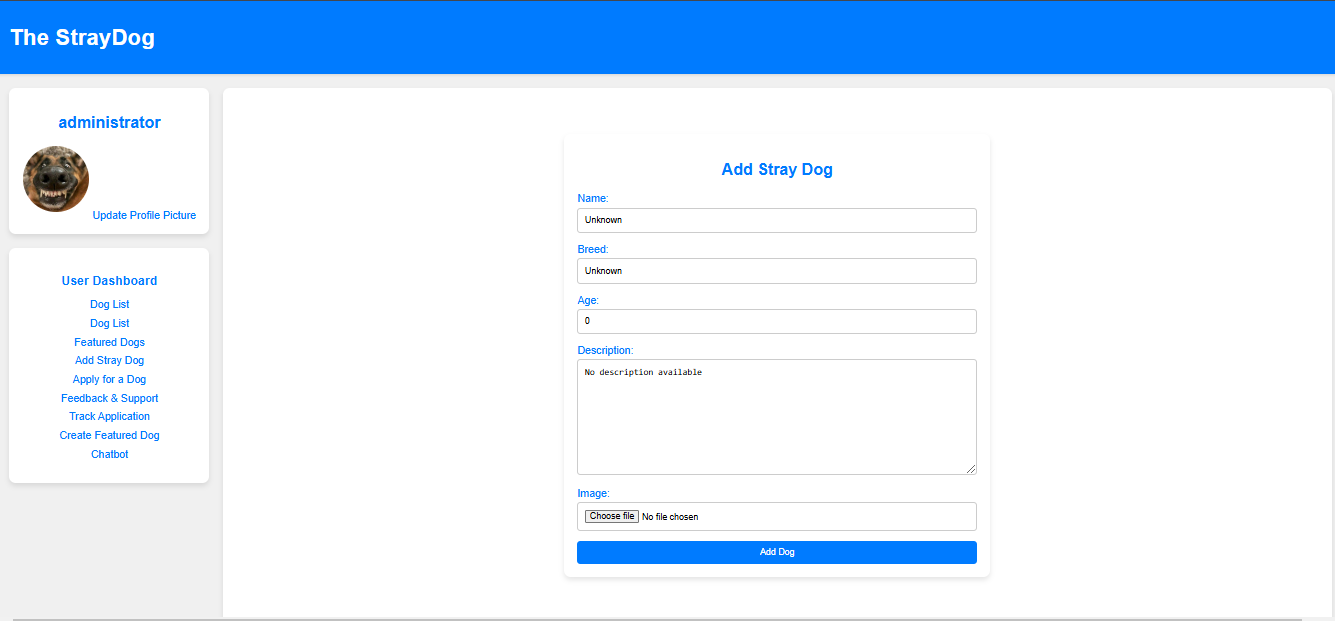 The StrayDog
administrator
Update Profile Picture
User Dashboard
Dog List
Dog List
Featured Dogs
Add Stray Dog
Apply for a Dog
Feedback & Support
Track Application
Create Featured Dog
Chatbot
Add Stray Dog
Name:
Unknown
Breed:
Unknown
Age:
0
Description:
No description available
Image:
Choose file No file chosen
Add Dog